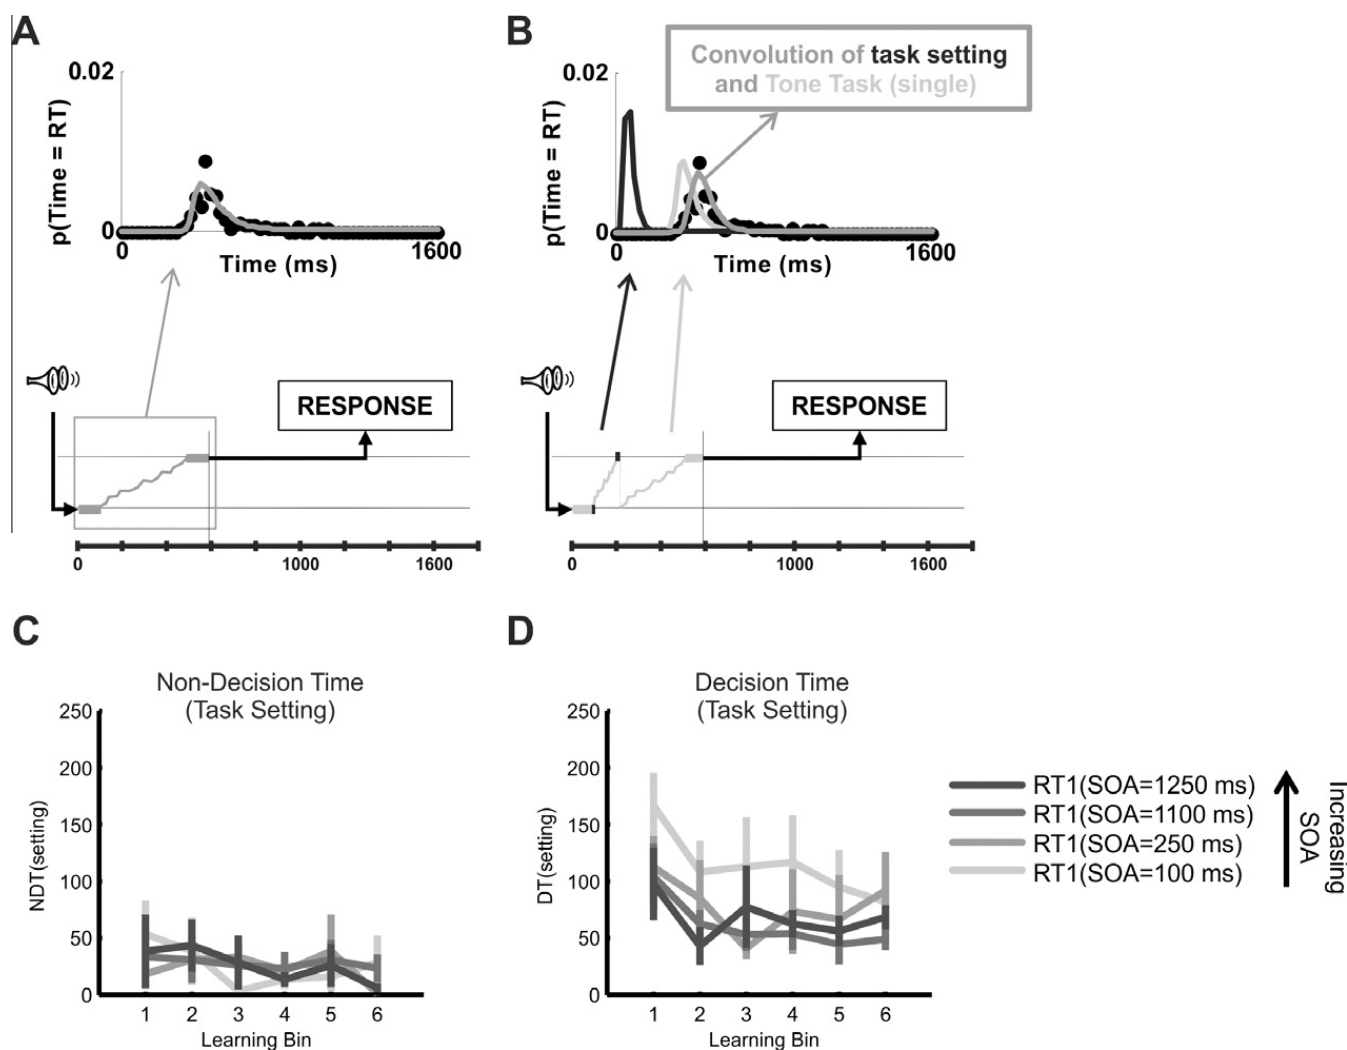 A
0.02
p(Time = RT)
0
0
1600
Time (ms)
RESPONSE
0
1000
1600
B
Convolution of task setting
and Tone Task (single)
0.02
p(Time = RT)
0
0
1600
Time (ms)
RESPONSE
0
1000
1600
C
Non-Decision Time
(Task Setting)
250
200
150
100
50
0
NDT(setting)
1 2 3 4 5 6
Learning Bin
D
Decision Time
(Task Setting)
250
200
150
100
50
0
DT(setting)
1 2 3 4 5 6
Learning Bin
RT1(SOA=1250 ms)
RT1(SOA=1100 ms)
RT1(SOA=250 ms)
RT1(SOA=100 ms)
Increasing
SOA